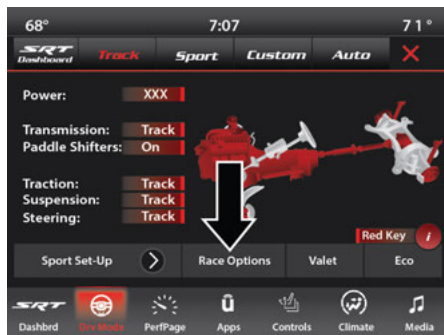 68° 7:07 71°
SRT Dashboard Track Sport Custom Auto X
Power: XXX
Transmission: Track
Paddle Shifters: On
Traction: Track
Suspension: Track
Steering: Track
Red Key i
Sport Set-Up > Race Options Valet Eco
SRT
Dashbrd Drv Mode PerfPage Apps Controls Climate Media